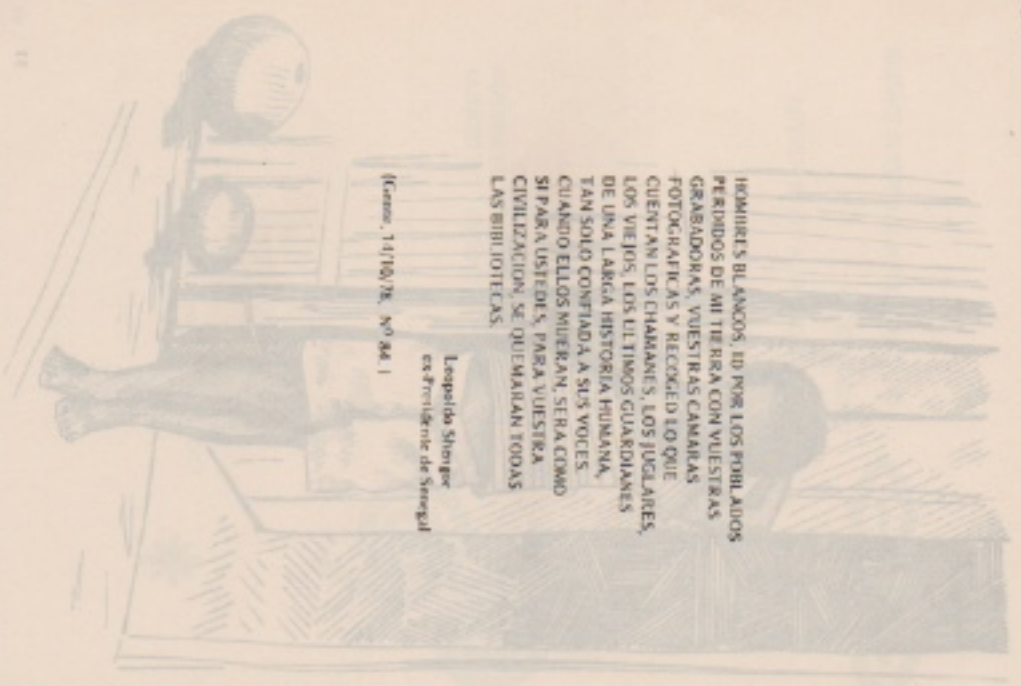 HOMBRES BLANCOS, ID POR LOS POBLADOS
PERDIDOS DE MI TIERRA CON VUESTRAS
GRABADORAS, VUESTRAS CAMARAS
FOTOGRAFICAS Y RECOGED LO QUE
CUENTAN LOS CHAMANES, LOS JUGLARES,
LOS VIEJOS, LOS ULTIMOS GUARDIANES
DE UNA LARGA HISTORIA HUMANA,
TAN SOLO CONFIADA A SUS VOCES.
CUANDO ELLOS MUERAN, SERA COMO
SI PARA USTEDES, PARA VUESTRA
CIVILIZACION, SE QUEMARAN TODAS
LAS BIBLIOTECAS.
Leopoldo Shengor
ex-Presidente de Senegal
14/10/78, Nº 84.)